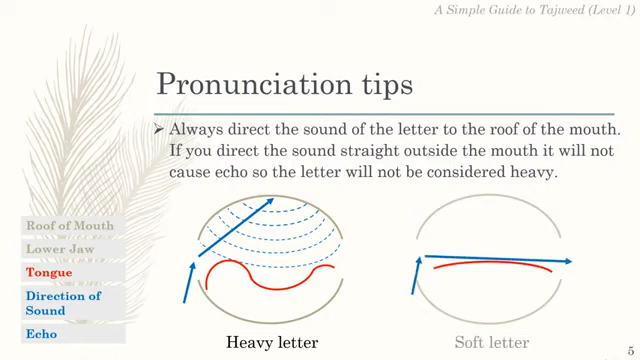 A Simple Guide to Tajweed (Level 1)
Pronunciation tips
➢ Always direct the sound of the letter to the roof of the mouth.
If you direct the sound straight outside the mouth it will not
cause echo so the letter will not be considered heavy.
Roof of Mouth
Lower Jaw
Tongue
Direction of
Sound
Echo
Heavy letter
Soft letter
5